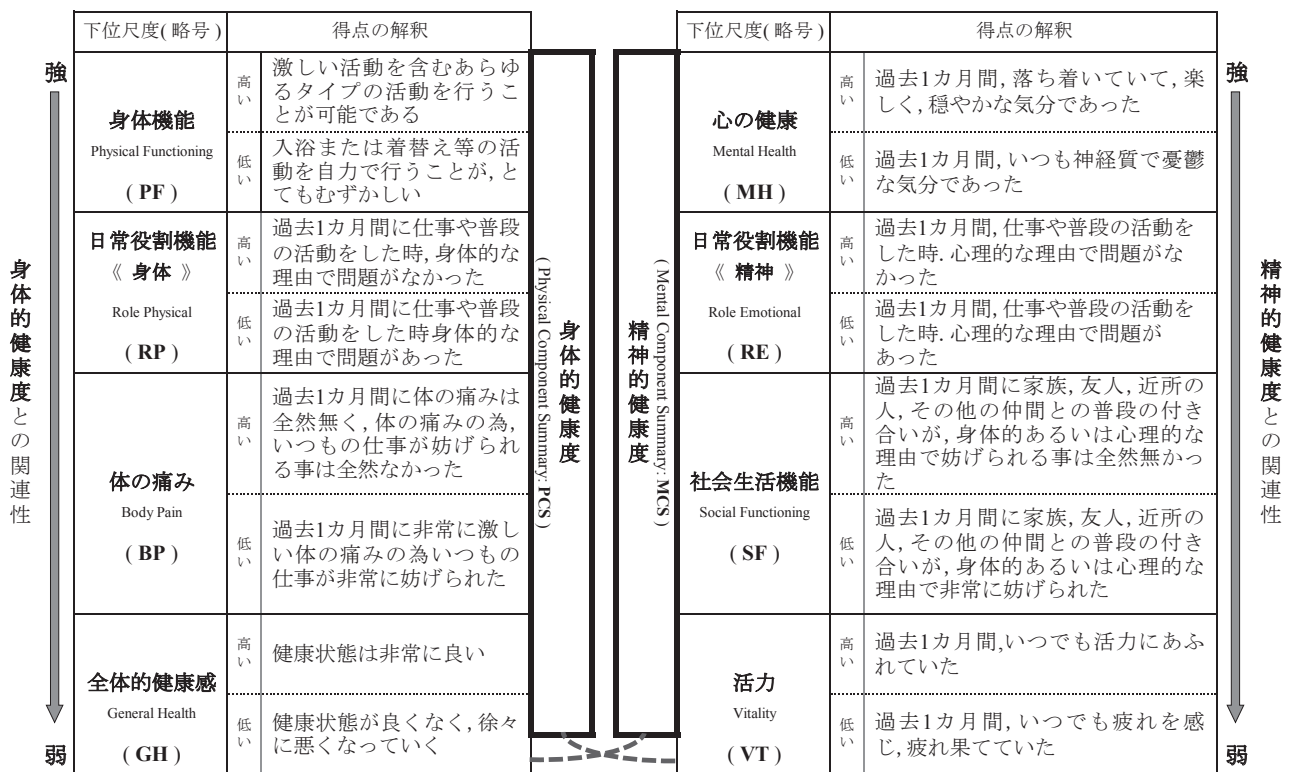 下位尺度( 略号 )
得点の解釈
強
身体的健康度との関連性
弱
身体機能
Physical Functioning
( PF )
高い
激しい活動を含むあらゆ
るタイプの活動を行うこ
とが可能である
低い
入浴または着替え等の活
動を自力で行うことが, と
てもむずかしい
日常役割機能
《 身体 》
Role Physical
( RP )
高い
過去1カ月間に仕事や普段
の活動をした時, 身体的な
理由で問題がなかった
低い
過去1カ月間に仕事や普段
の活動をした時身体的な
理由で問題があった
体の痛み
Body Pain
( BP )
高い
過去1カ月間に体の痛みは
全然無く, 体の痛みの為,
いつもの仕事が妨げられ
る事は全然なかった
低い
過去1カ月間に非常に激し
い体の痛みの為いつもの
仕事が非常に妨げられた
全体的健康感
General Health
( GH )
高い
健康状態は非常に良い
低い
健康状態が良くなく, 徐々
に悪くなっていく
身体的健康度
( Physical Component Summary: PCS )
精神的健康度
( Mental Component Summary: MCS )
下位尺度( 略号 )
得点の解釈
心の健康
Mental Health
( MH )
高い
過去1カ月間, 落ち着いていて, 楽
しく, 穏やかな気分であった
低い
過去1カ月間, いつも神経質で憂鬱
な気分であった
日常役割機能
《 精神 》
Role Emotional
( RE )
高い
過去1カ月間, 仕事や普段の活動を
した時. 心理的な理由で問題がな
かった
低い
過去1カ月間, 仕事や普段の活動を
した時. 心理的な理由で問題が
あった
社会生活機能
Social Functioning
( SF )
高い
過去1カ月間に家族, 友人, 近所の
人, その他の仲間との普段の付き
合いが, 身体的あるいは心理的な
理由で妨げられる事は全然無かっ
た
低い
過去1カ月間に家族, 友人, 近所の
人, その他の仲間との普段の付き
合いが, 身体的あるいは心理的な
理由で非常に妨げられた
活力
Vitality
( VT )
高い
過去1カ月間,いつでも活力にあふ
れていた
低い
過去1カ月間, いつでも疲れを感
じ, 疲れ果てていた
強
精神的健康度との関連性
弱